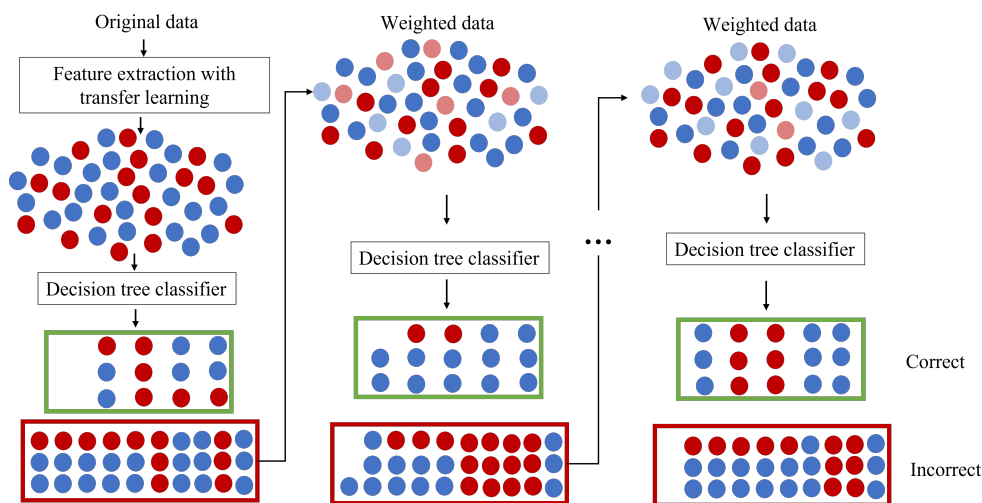 Original data
Weighted data
Weighted data
Feature extraction with
transfer learning
Decision tree classifier
Decision tree classifier
Decision tree classifier
Correct
Incorrect